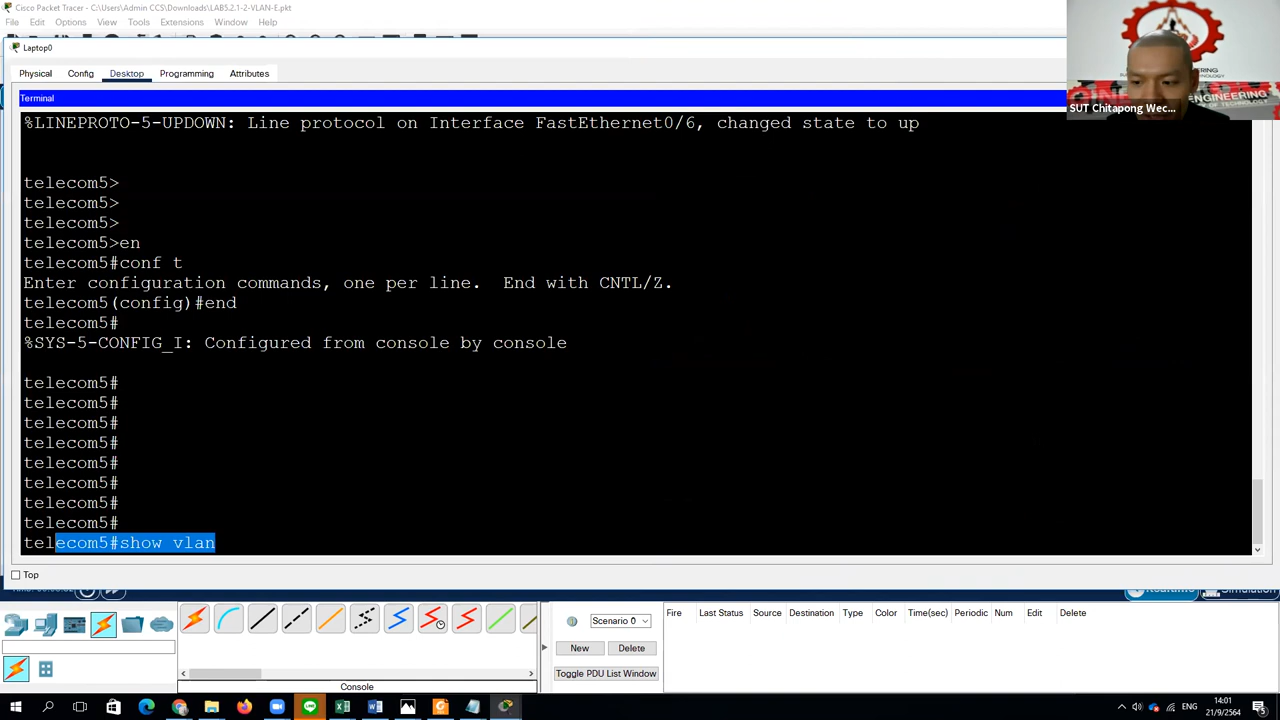 Cisco Packet Tracer - C:\Users\Admin CCS\Downloads\LAB5.2.1-2-VLAN-E.pkt
File Edit Options View Tools Extensions Window Help
Laptop0
Physical Config Desktop Programming Attributes
Terminal
%LINEPROTO-5-UPDOWN: Line protocol on Interface FastEthernet0/6, changed state to up
telecom5>
telecom5>
telecom5>
telecom5>en
telecom5#conf t
Enter configuration commands, one per line.  End with CNTL/Z.
telecom5(config)#end
telecom5#
%SYS-5-CONFIG_I: Configured from console by console
telecom5#
telecom5#
telecom5#
telecom5#
telecom5#
telecom5#
telecom5#
telecom5#
telecom5#show vlan
Top
SUT Chitapong Wec...
ENGINEERING
Scenario 0
New Delete
Toggle PDU List Window
Fire Last Status Source Destination Type Color Time(sec) Periodic Num Edit Delete
Console
ENG
14:01
21/9/2564
5